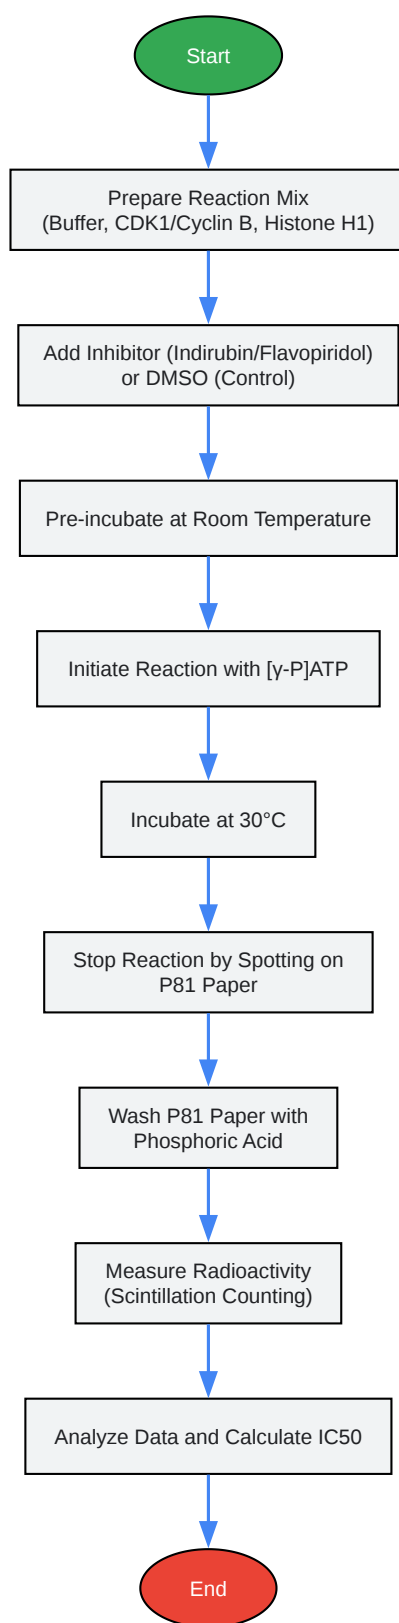 Start
Prepare Reaction Mix
(Buffer, CDK1/Cyclin B, Histone H1)
Add Inhibitor (Indirubin/Flavopiridol)
or DMSO (Control)
Pre-incubate at Room Temperature
Initiate Reaction with [γ-P]ATP
Incubate at 30°C
Stop Reaction by Spotting on
P81 Paper
Wash P81 Paper with
Phosphoric Acid
Measure Radioactivity
(Scintillation Counting)
Analyze Data and Calculate IC50
End